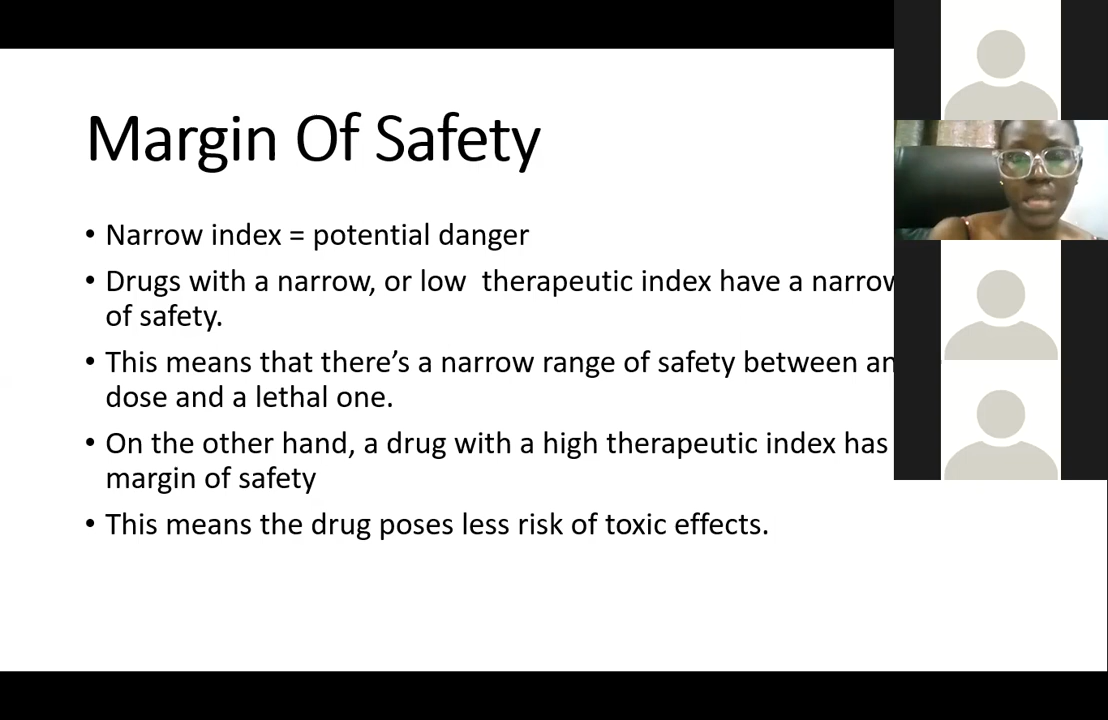 Margin Of Safety
• Narrow index = potential danger
• Drugs with a narrow, or low therapeutic index have a narrow
of safety.
• This means that there's a narrow range of safety between an
dose and a lethal one.
• On the other hand, a drug with a high therapeutic index has
margin of safety
• This means the drug poses less risk of toxic effects.